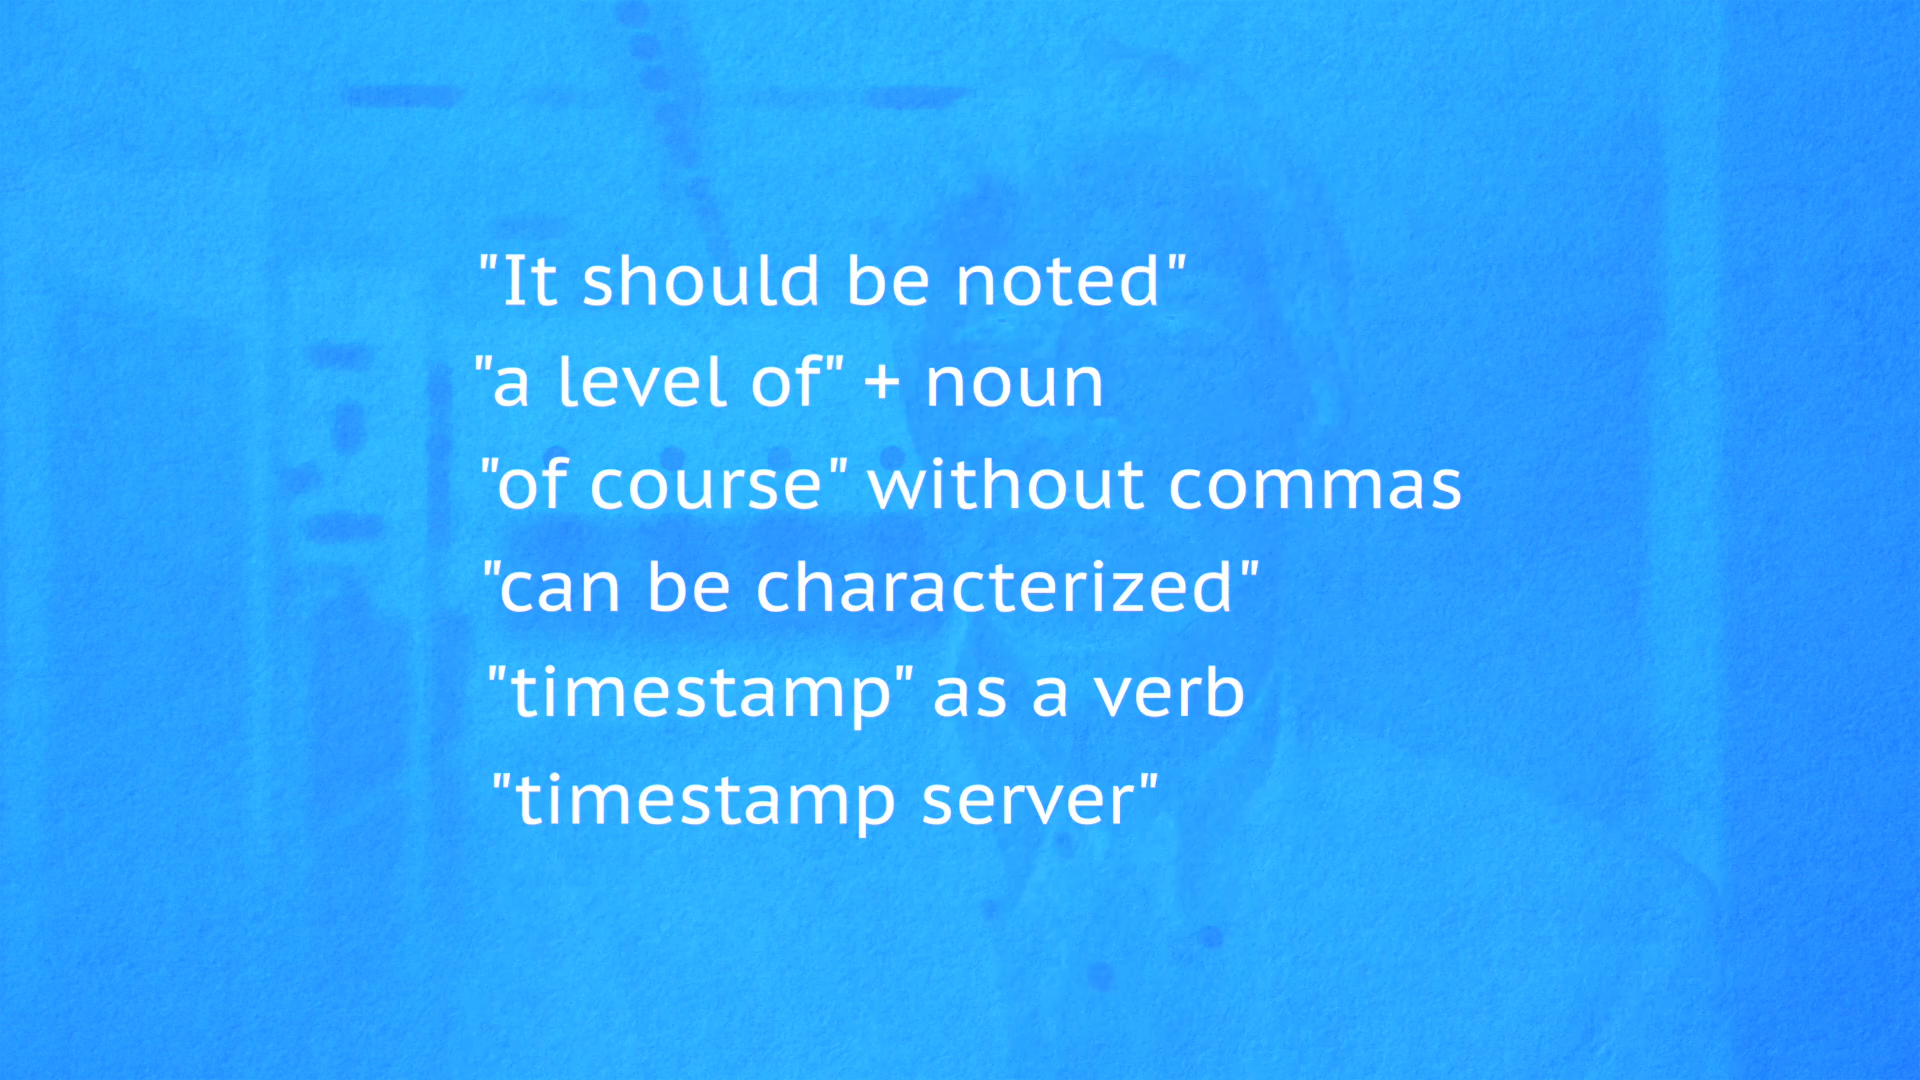 "It should be noted"
"a level of" + noun
"of course" without commas
"can be characterized"
"timestamp" as a verb
"timestamp server"